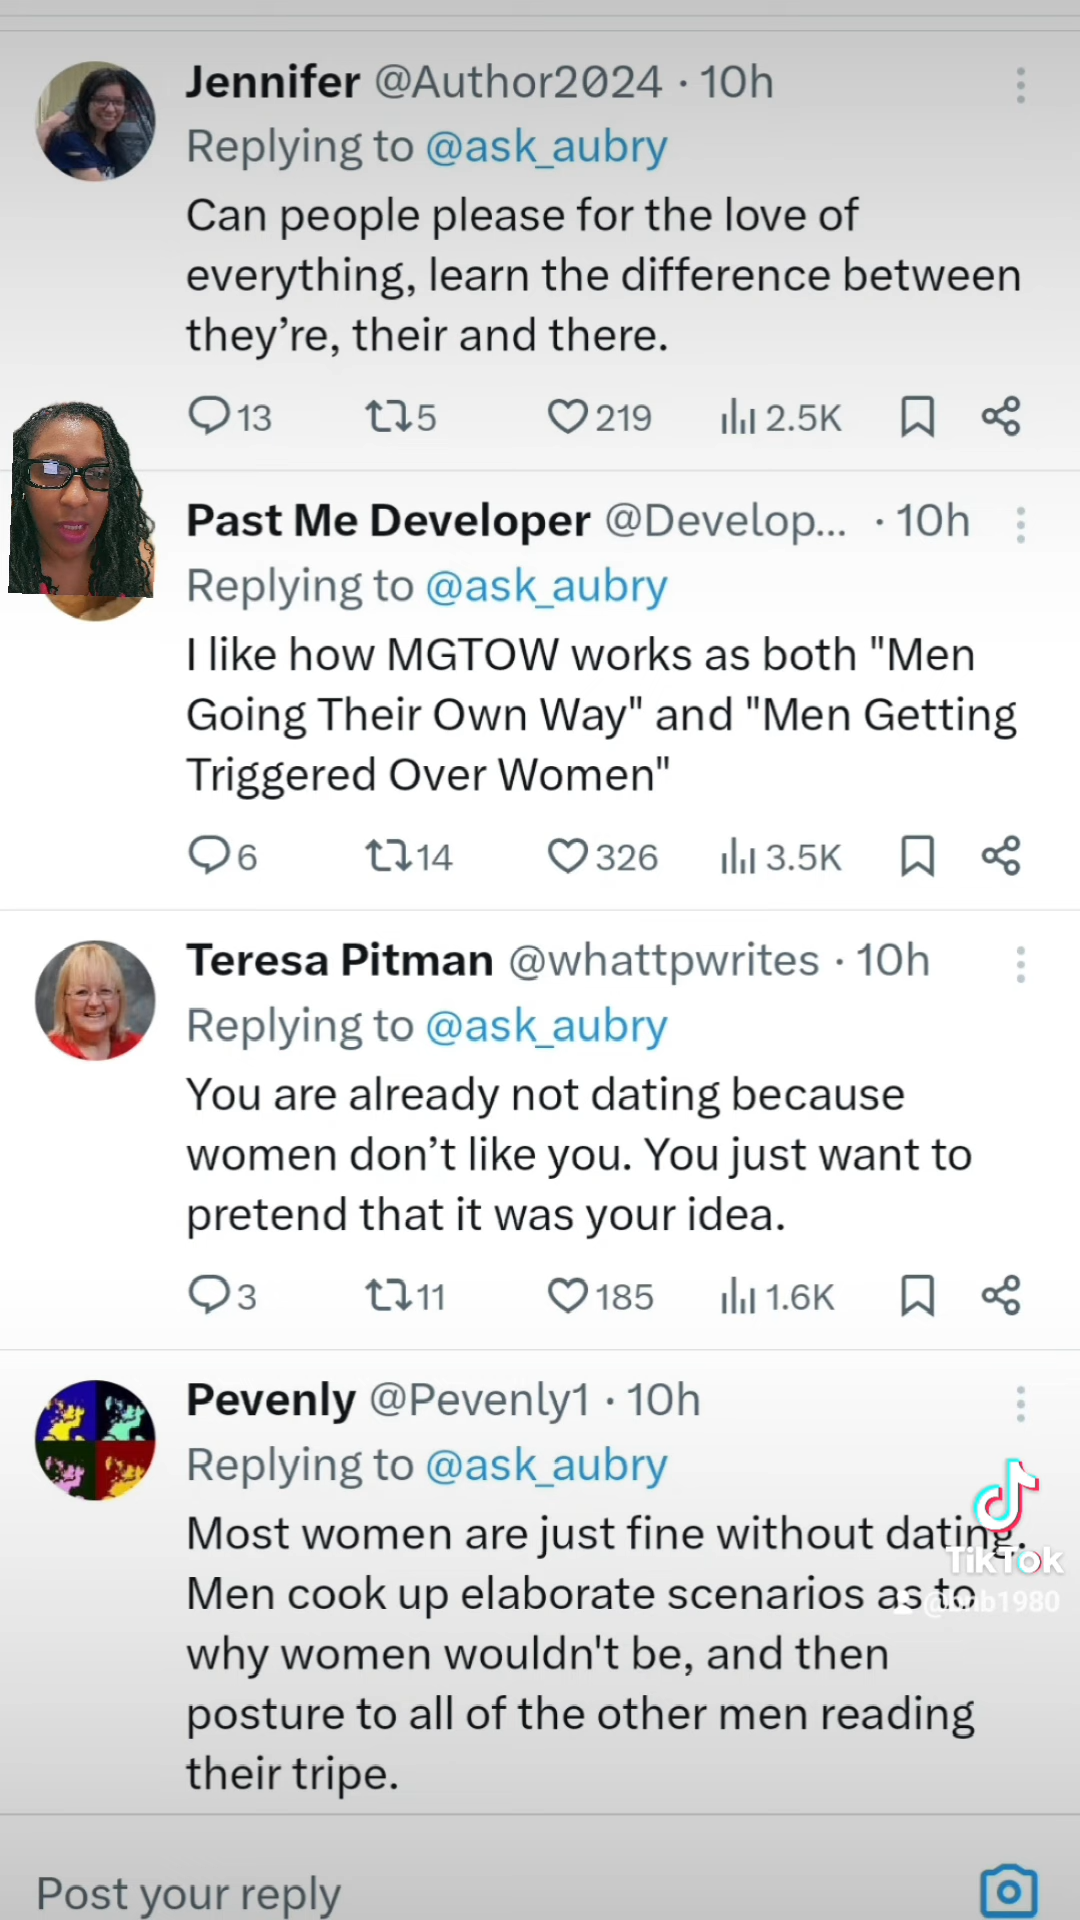 Jennifer @Author2024 · 10h
Replying to @ask_aubry
Can people please for the love of
everything, learn the difference between
they’re, their and there.
13 5 219 2.5K
Past Me Developer @Develop... · 10h
Replying to @ask_aubry
I like how MGTOW works as both "Men
Going Their Own Way" and "Men Getting
Triggered Over Women"
6 14 326 3.5K
Teresa Pitman @whattpwrites · 10h
Replying to @ask_aubry
You are already not dating because
women don’t like you. You just want to
pretend that it was your idea.
3 11 185 1.6K
Pevenly @Pevenly1 · 10h
Replying to @ask_aubry
Most women are just fine without dating.
Men cook up elaborate scenarios as to
why women wouldn't be, and then
posture to all of the other men reading
their tripe.
TikTok
Post your reply